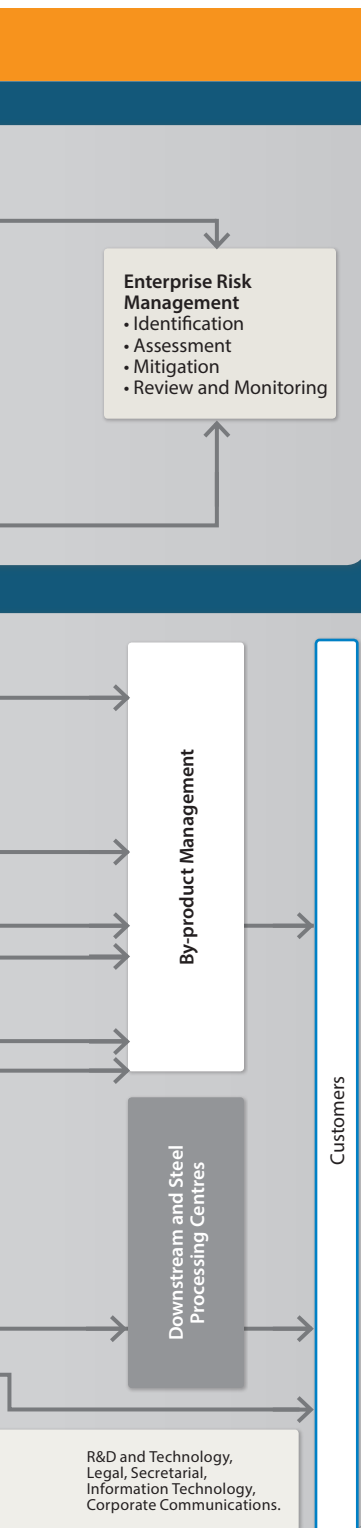 Enterprise Risk
Management
• Identification
• Assessment
• Mitigation
• Review and Monitoring
By-product Management
Customers
Downstream and Steel
Processing Centres
R&D and Technology,
Legal, Secretarial,
Information Technology,
Corporate Communications.